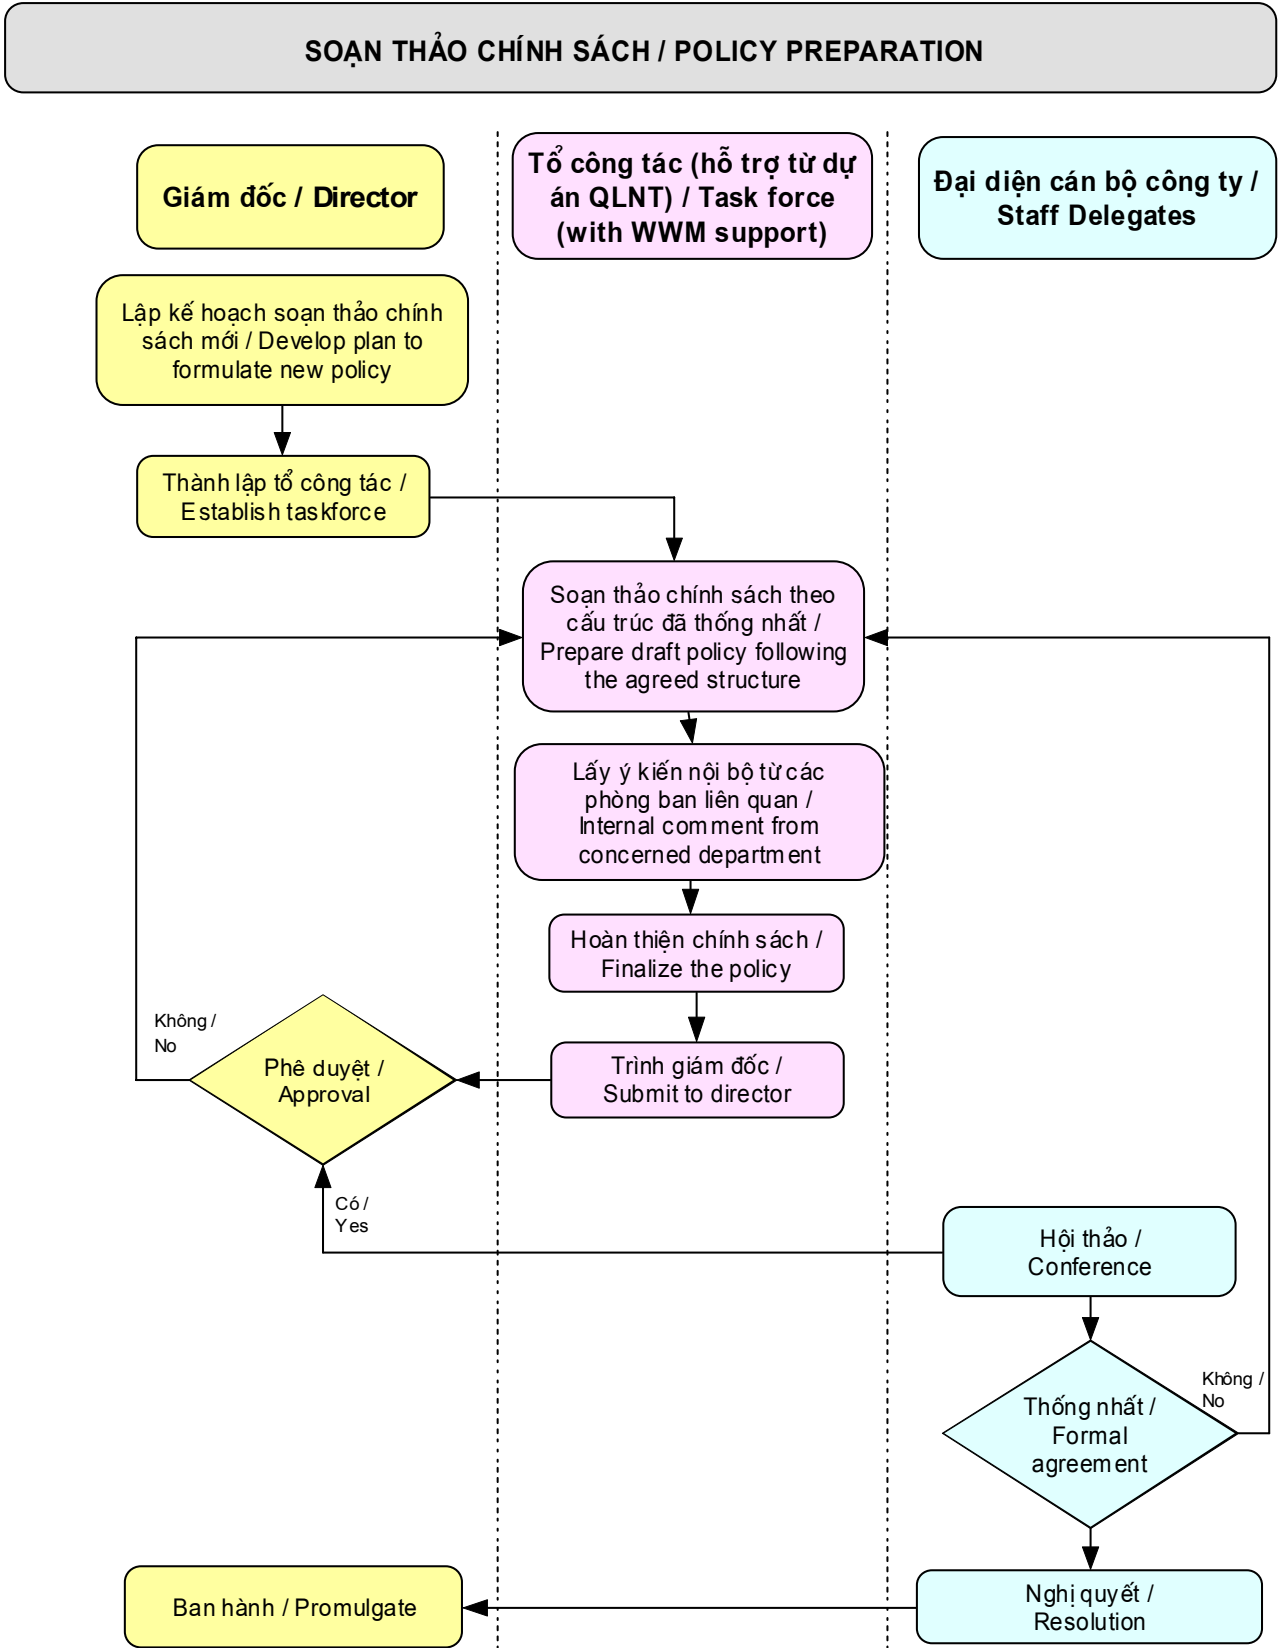 SOẠN THẢO CHÍNH SÁCH / POLICY PREPARATION
Giám đốc / Director
Tổ công tác (hỗ trợ từ dự
án QLNT) / Task force
(with WWM support)
Đại diện cán bộ công ty /
Staff Delegates
Lập kế hoạch soạn thảo chính
sách mới / Develop plan to
formulate new policy
Thành lập tổ công tác /
Establish taskforce
Soạn thảo chính sách theo
cấu trúc đã thống nhất /
Prepare draft policy following
the agreed structure
Lấy ý kiến nội bộ từ các
phòng ban liên quan /
Internal comment from
concerned department
Hoàn thiện chính sách /
Finalize the policy
Không /
No
Phê duyệt /
Approval
Trình giám đốc /
Submit to director
Có /
Yes
Hội thảo /
Conference
Không /
No
Thống nhất /
Formal
agreement
Ban hành / Promulgate
Nghị quyết /
Resolution